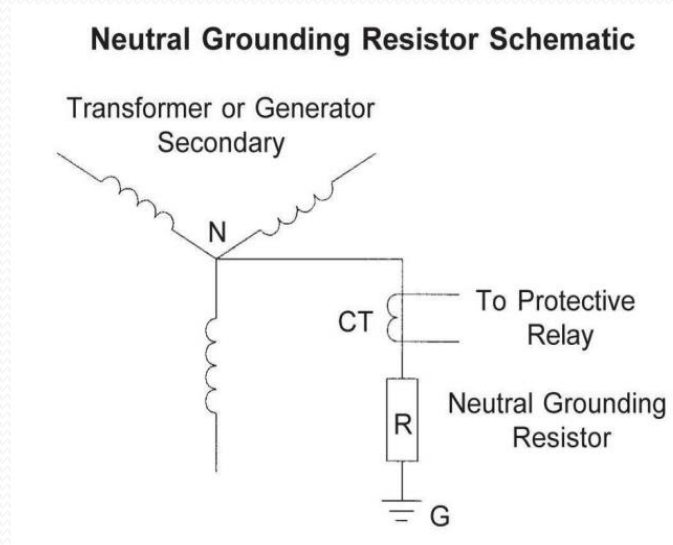 Neutral Grounding Resistor Schematic
Transformer or Generator
Secondary
N
CT
To Protective
Relay
R
Neutral Grounding
Resistor
G